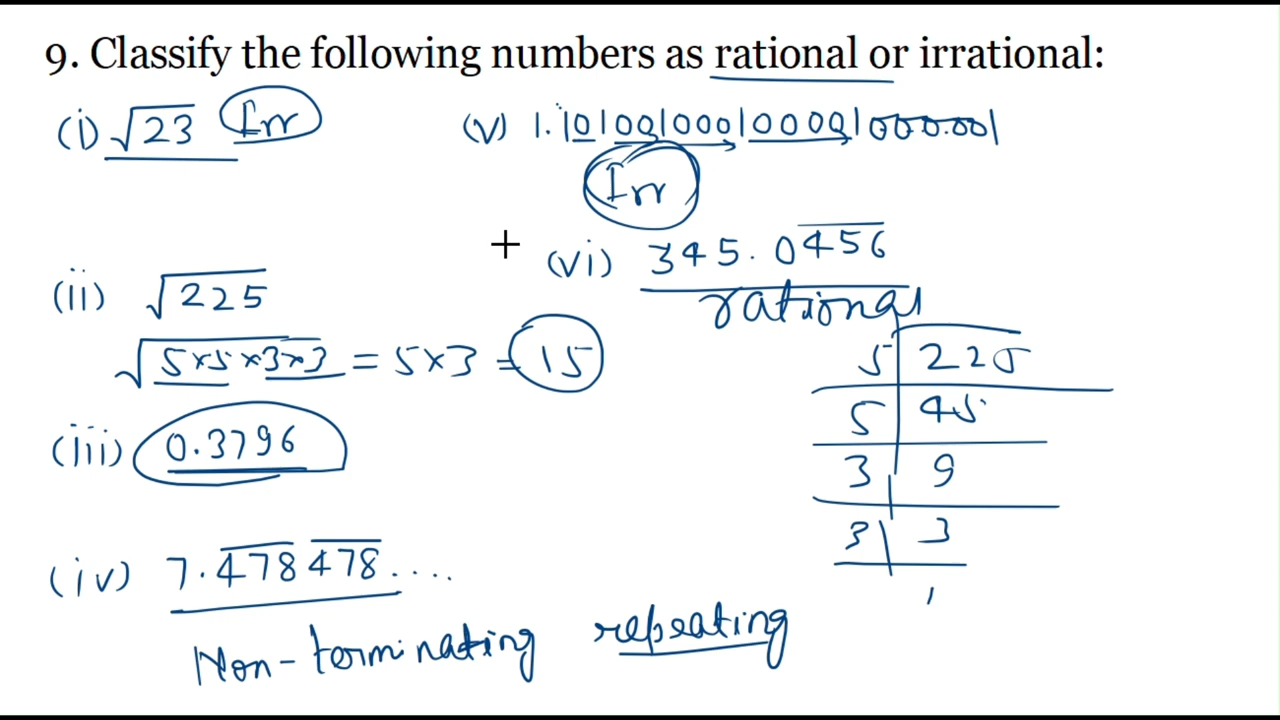 9. Classify the following numbers as rational or irrational:
(i) √23 Irr
(v) 1.101001000100001000.001
Irr
(vi) 345.0456
rational
(ii) √225
√5×5×3×3 = 5×3 = 15
5 225
5 45
3 9
3 3
1
(iii) 0.3796
(iv) 7.478478....
Non-terminating repeating